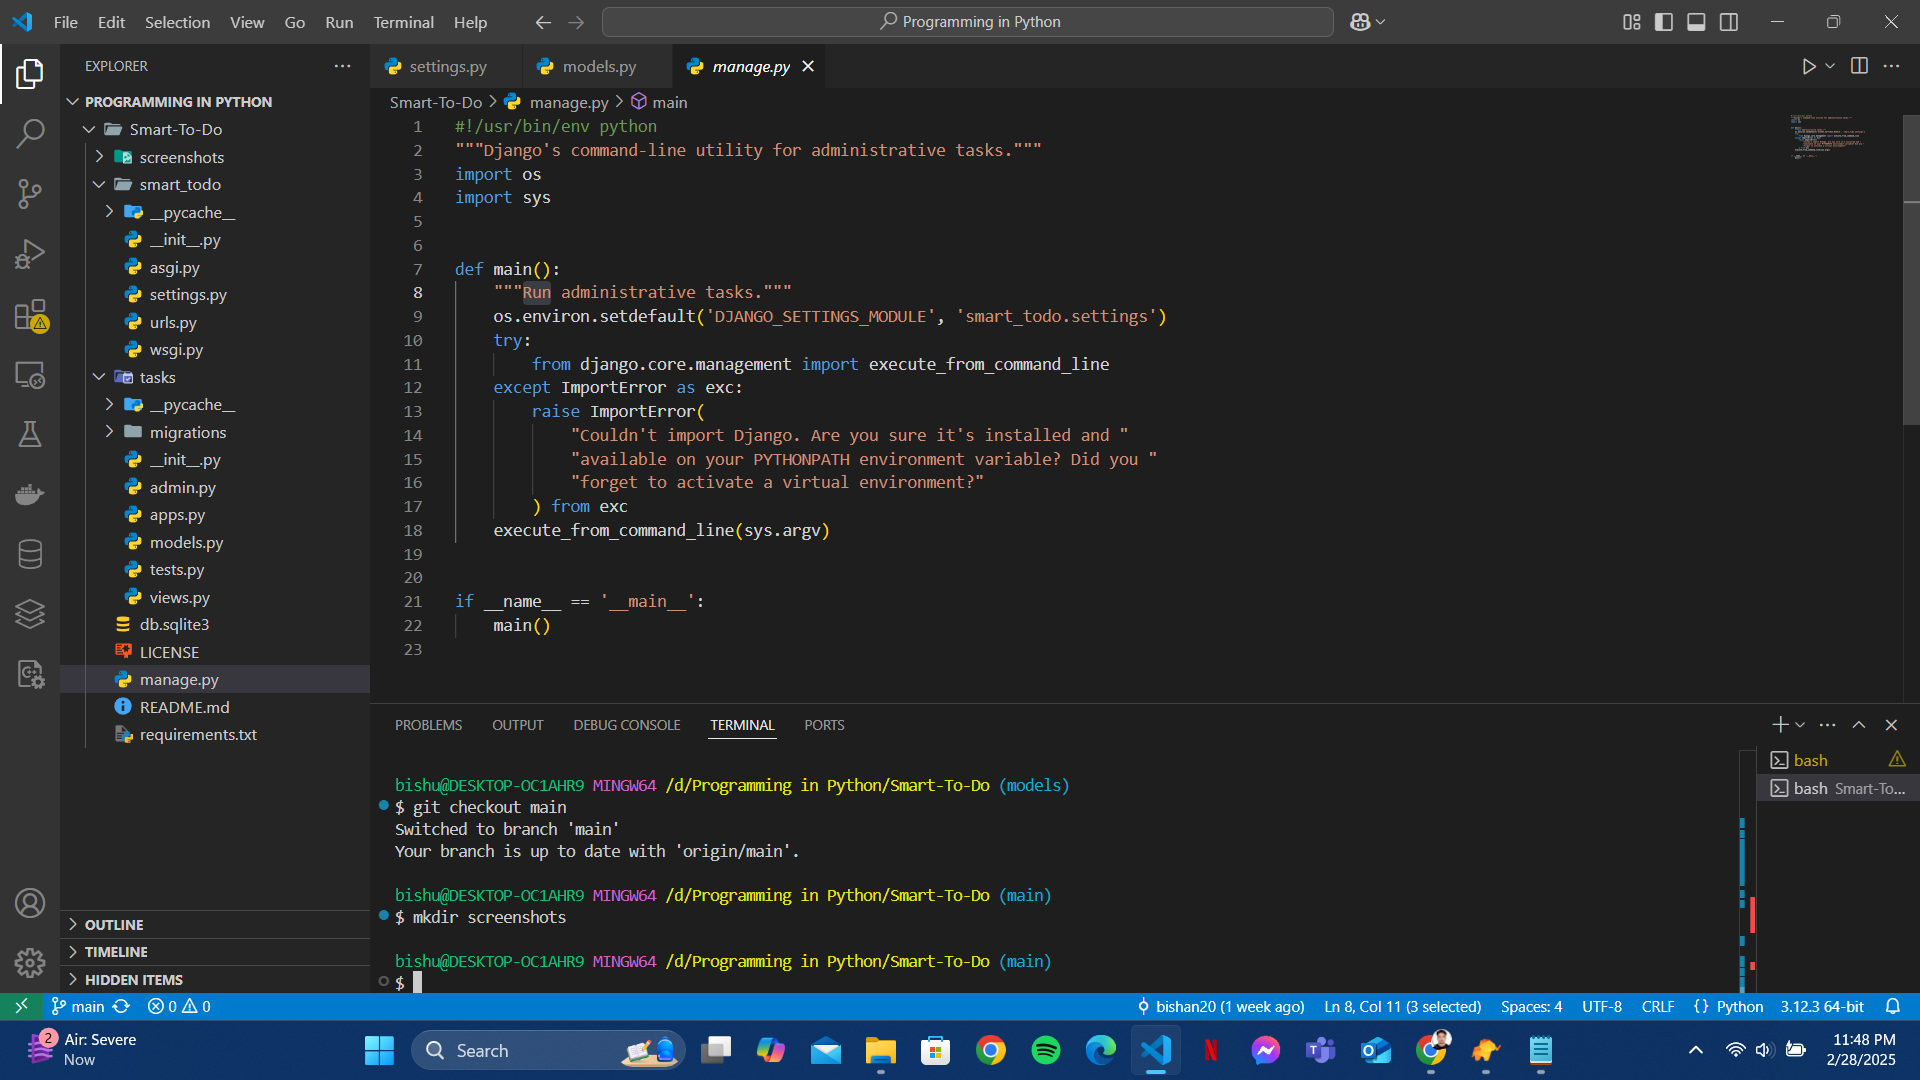 File Edit Selection View Go Run Terminal Help
Programming in Python
EXPLORER
PROGRAMMING IN PYTHON
Smart-To-Do
screenshots
smart_todo
__pycache__
__init__.py
asgi.py
settings.py
urls.py
wsgi.py
tasks
__pycache__
migrations
__init__.py
admin.py
apps.py
models.py
tests.py
views.py
db.sqlite3
LICENSE
manage.py
README.md
requirements.txt
OUTLINE
TIMELINE
HIDDEN ITEMS
settings.py models.py manage.py
Smart-To-Do > manage.py > main
1 #!/usr/bin/env python
2 """Django's command-line utility for administrative tasks."""
3 import os
4 import sys
5
6
7 def main():
8 """Run administrative tasks."""
9 os.environ.setdefault('DJANGO_SETTINGS_MODULE', 'smart_todo.settings')
10 try:
11 from django.core.management import execute_from_command_line
12 except ImportError as exc:
13 raise ImportError(
14 "Couldn't import Django. Are you sure it's installed and "
15 "available on your PYTHONPATH environment variable? Did you "
16 "forget to activate a virtual environment?"
17 ) from exc
18 execute_from_command_line(sys.argv)
19
20
21 if __name__ == '__main__':
22 main()
23
PROBLEMS OUTPUT DEBUG CONSOLE TERMINAL PORTS
bishu@DESKTOP-OC1AHR9 MINGW64 /d/Programming in Python/Smart-To-Do (models)
$ git checkout main
Switched to branch 'main'
Your branch is up to date with 'origin/main'.
bishu@DESKTOP-OC1AHR9 MINGW64 /d/Programming in Python/Smart-To-Do (main)
$ mkdir screenshots
bishu@DESKTOP-OC1AHR9 MINGW64 /d/Programming in Python/Smart-To-Do (main)
$
bash
bash Smart-To...
main 0 0 bishan20 (1 week ago) Ln 8, Col 11 (3 selected) Spaces: 4 UTF-8 CRLF {} Python 3.12.3 64-bit
2
Air: Severe
Now
Search
11:48 PM
2/28/2025